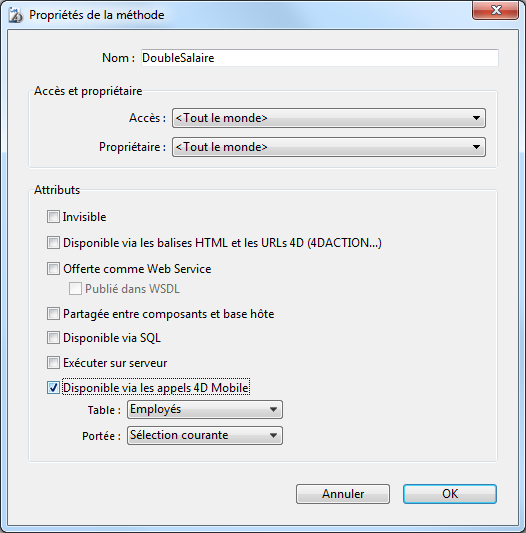 Propriétés de la méthode
Nom : DoubleSalaire
Accès et propriétaire
Accès : <Tout le monde>
Propriétaire : <Tout le monde>
Attributs
Invisible
Disponible via les balises HTML et les URLs 4D (4DACTION...)
Offerte comme Web Service
Publié dans WSDL
Partagée entre composants et base hôte
Disponible via SQL
Exécuter sur serveur
Disponible via les appels 4D Mobile
Table : Employés
Portée : Sélection courante
Annuler OK